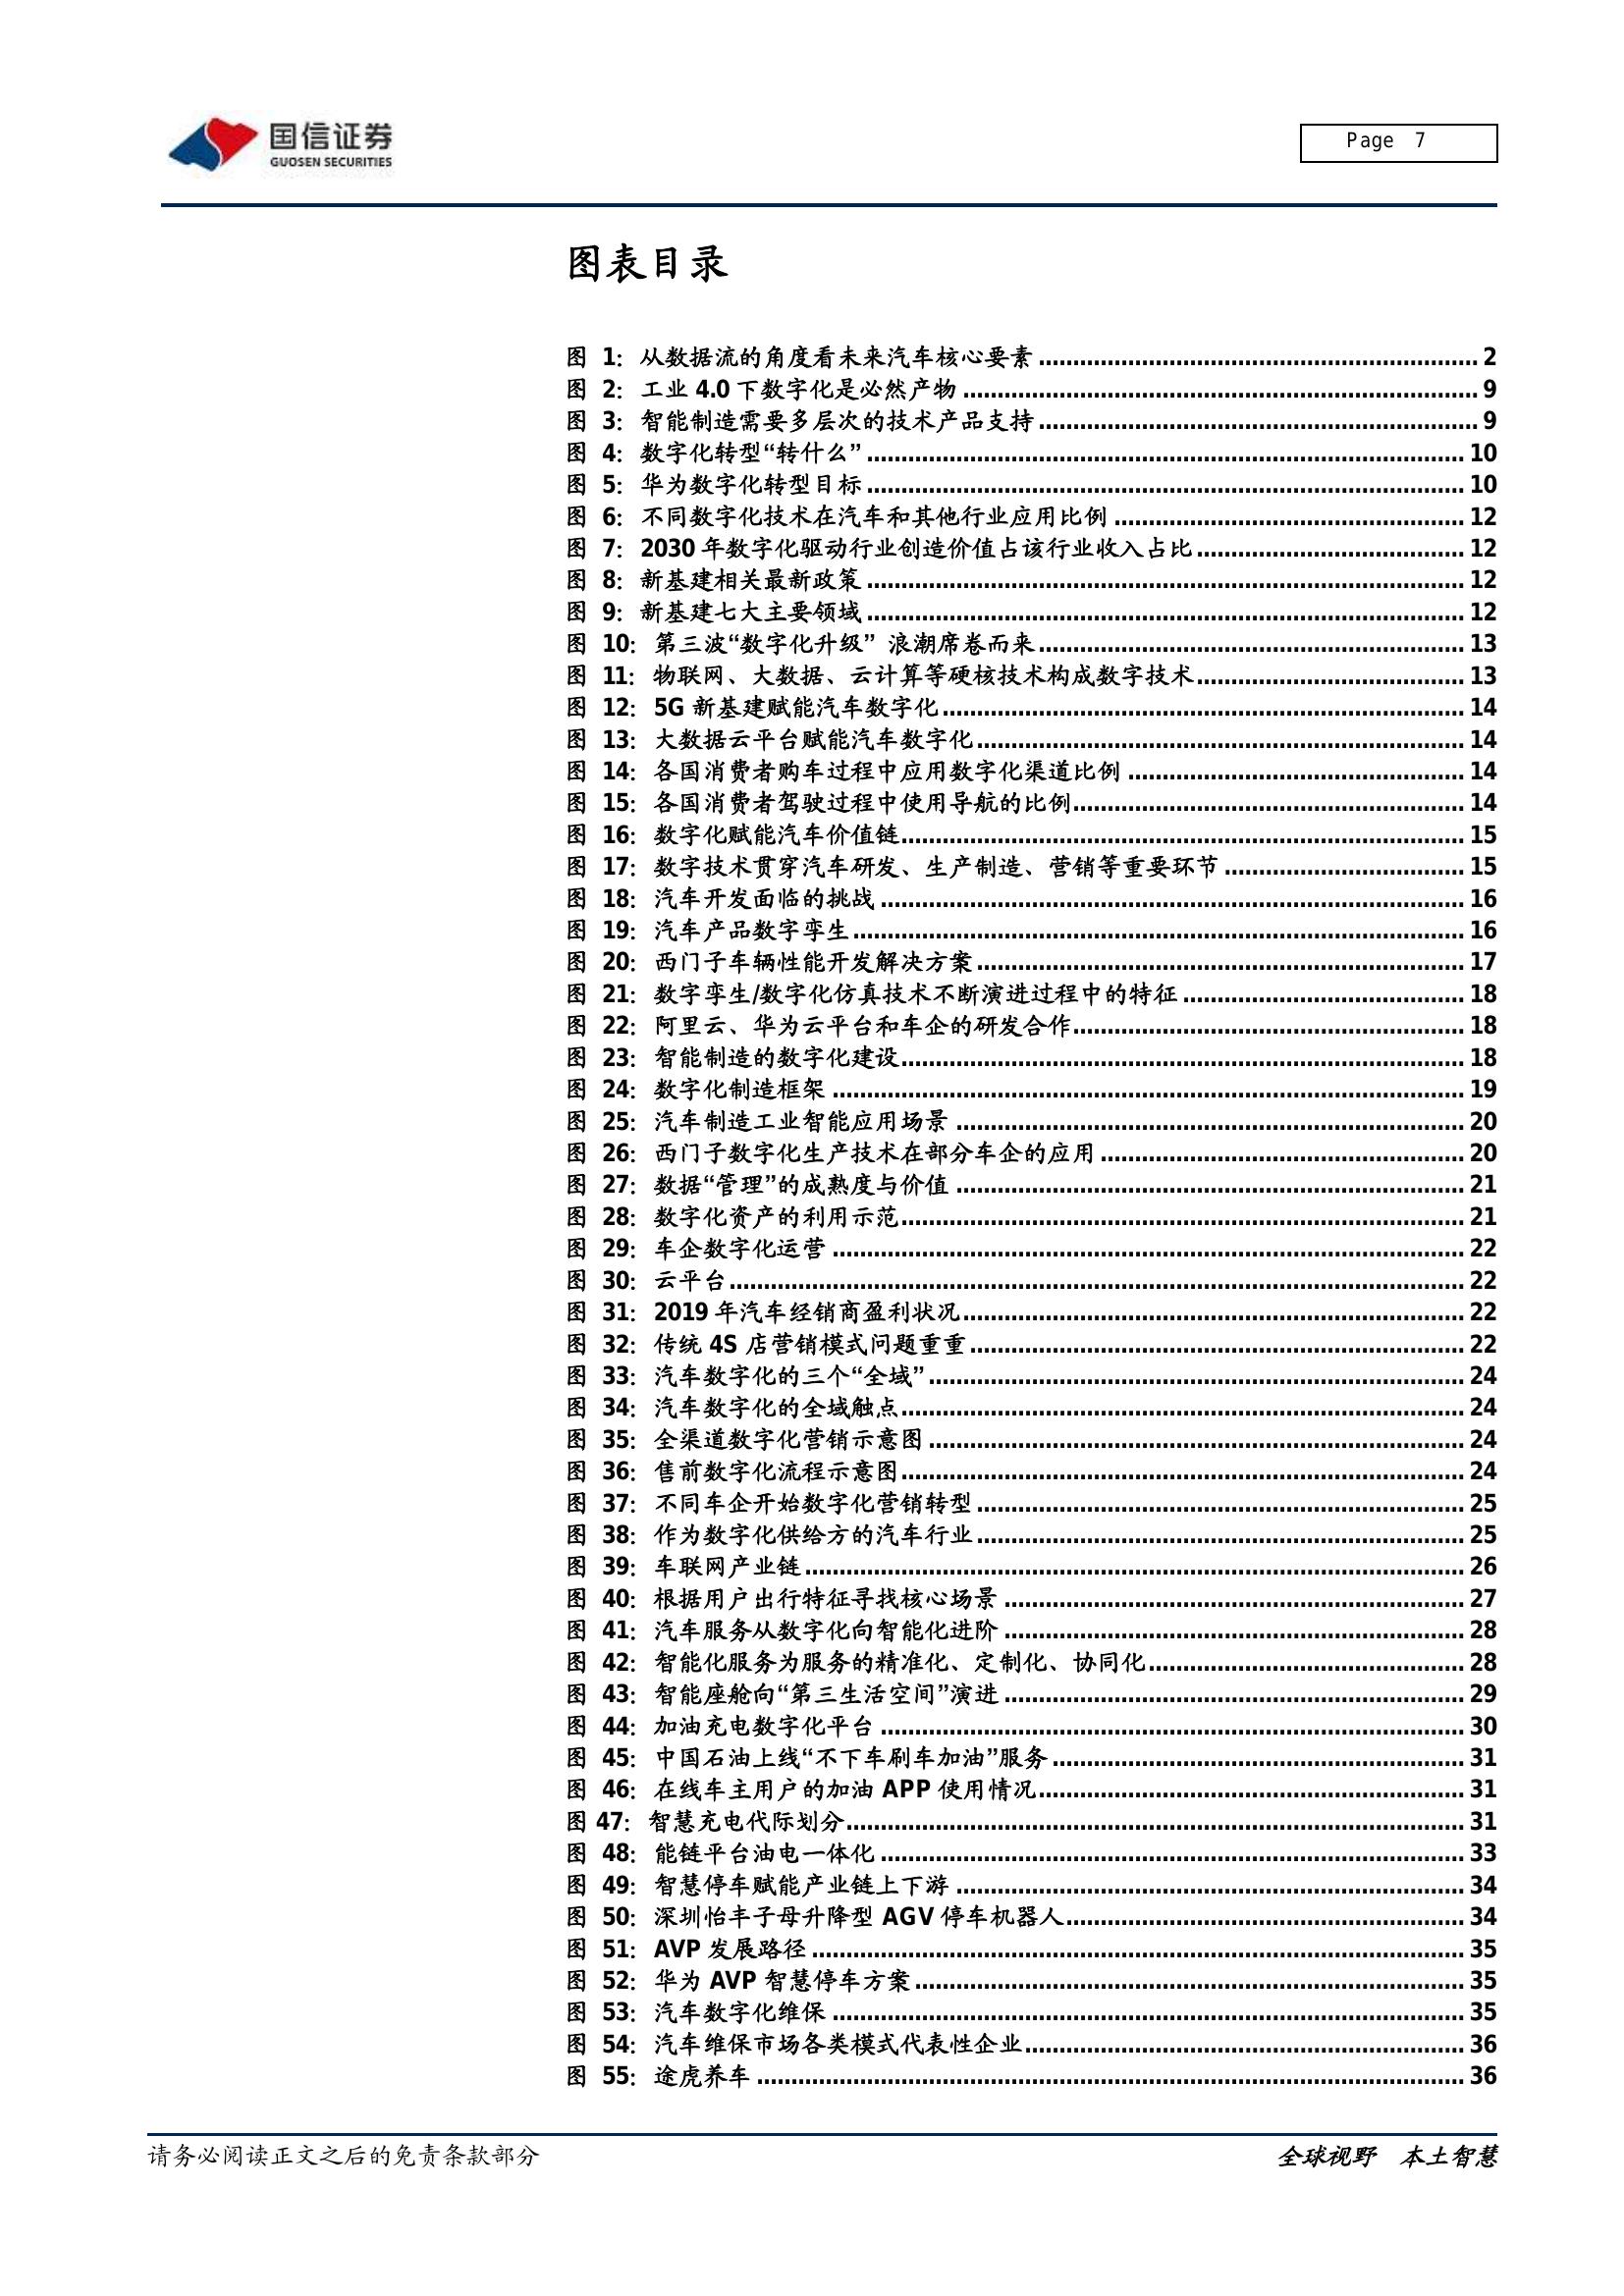 国信证券
GUOSEN SECURITIES
Page 7
图表目录
图 1：从数据流的角度看未来汽车核心要素 2
图 2：工业 4.0 下数字化是必然产物 9
图 3：智能制造需要多层次的技术产品支持 9
图 4：数字化转型“转什么” 10
图 5：华为数字化转型目标 10
图 6：不同数字化技术在汽车和其他行业应用比例 12
图 7：2030 年数字化驱动行业创造价值占该行业收入占比 12
图 8：新基建相关最新政策 12
图 9：新基建七大主要领域 12
图 10：第三波“数字化升级” 浪潮席卷而来 13
图 11：物联网、大数据、云计算等硬核技术构成数字技术 13
图 12：5G 新基建赋能汽车数字化 14
图 13：大数据云平台赋能汽车数字化 14
图 14：各国消费者购车过程中应用数字化渠道比例 14
图 15：各国消费者驾驶过程中使用导航的比例 14
图 16：数字化赋能汽车价值链 15
图 17：数字技术贯穿汽车研发、生产制造、营销等重要环节 15
图 18：汽车开发面临的挑战 16
图 19：汽车产品数字孪生 16
图 20：西门子车辆性能开发解决方案 17
图 21：数字孪生/数字化仿真技术不断演进过程中的特征 18
图 22：阿里云、华为云平台和车企的研发合作 18
图 23：智能制造的数字化建设 18
图 24：数字化制造框架 19
图 25：汽车制造工业智能应用场景 20
图 26：西门子数字化生产技术在部分车企的应用 20
图 27：数据“管理”的成熟度与价值 21
图 28：数字化资产的利用示范 21
图 29：车企数字化运营 22
图 30：云平台 22
图 31：2019 年汽车经销商盈利状况 22
图 32：传统 4S 店营销模式问题重重 22
图 33：汽车数字化的三个“全域” 24
图 34：汽车数字化的全域触点 24
图 35：全渠道数字化营销示意图 24
图 36：售前数字化流程示意图 24
图 37：不同车企开始数字化营销转型 25
图 38：作为数字化供给方的汽车行业 25
图 39：车联网产业链 26
图 40：根据用户出行特征寻找核心场景 27
图 41：汽车服务从数字化向智能化进阶 28
图 42：智能化服务为服务的精准化、定制化、协同化 28
图 43：智能座舱向“第三生活空间”演进 29
图 44：加油充电数字化平台 30
图 45：中国石油上线“不下车刷车加油”服务 31
图 46：在线车主用户的加油 APP 使用情况 31
图 47：智慧充电代际划分 31
图 48：能链平台油电一体化 33
图 49：智慧停车赋能产业链上下游 34
图 50：深圳怡丰子母升降型 AGV 停车机器人 34
图 51：AVP 发展路径 35
图 52：华为 AVP 智慧停车方案 35
图 53：汽车数字化维保 35
图 54：汽车维保市场各类模式代表性企业 36
图 55：途虎养车 36
请务必阅读正文之后的免责条款部分
全球视野 本土智慧